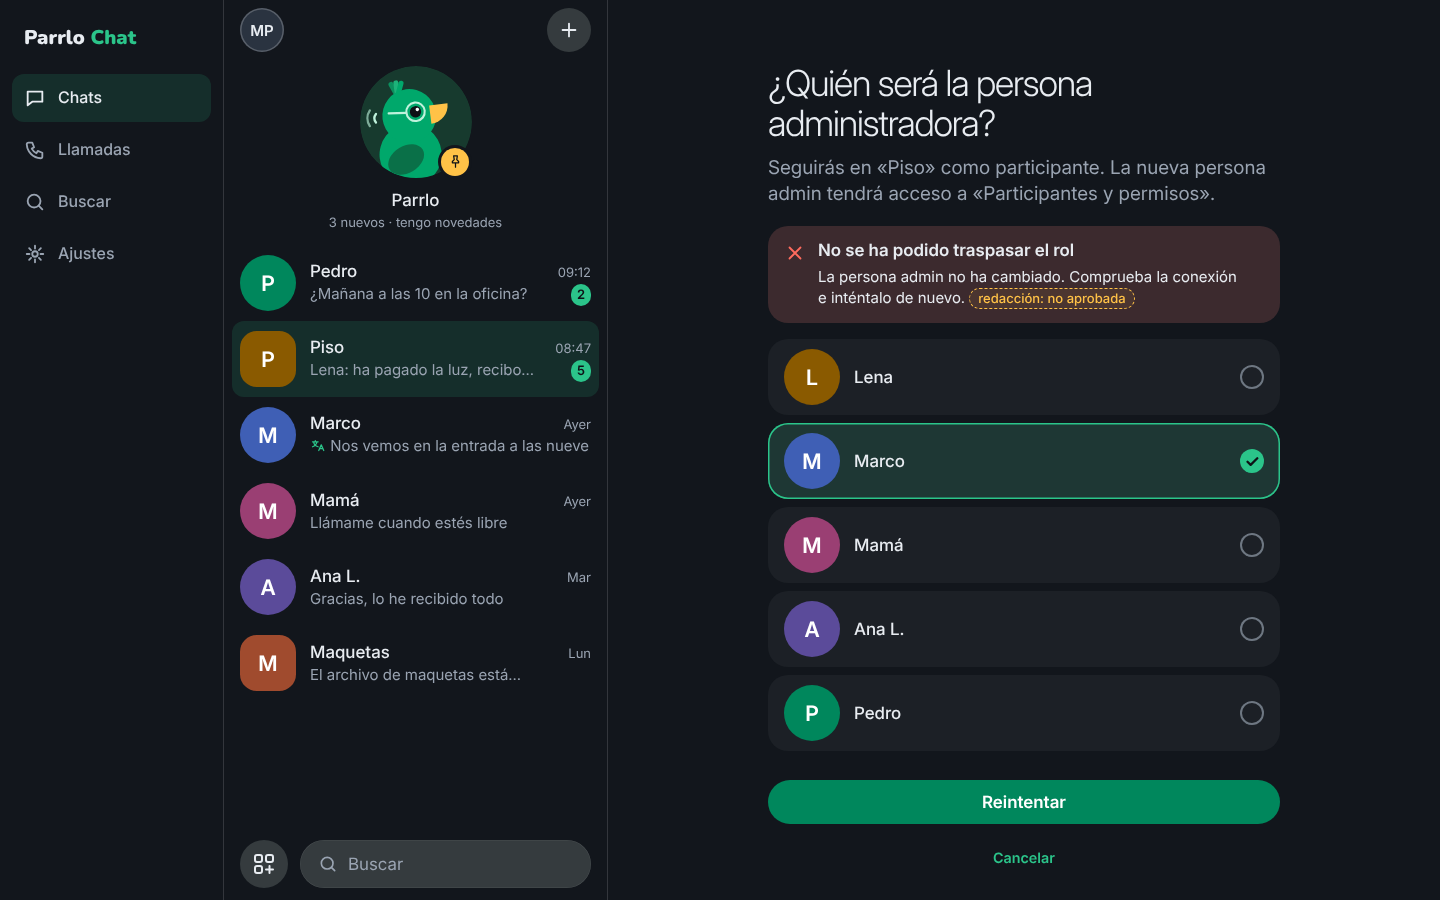 Parrlo Chat
Chats
Llamadas
Buscar
Ajustes
MP
Parrlo
3 nuevos · tengo novedades
P
Pedro
09:12
¿Mañana a las 10 en la oficina?
2
P
Piso
08:47
Lena: ha pagado la luz, recibo...
5
M
Marco
Ayer
Nos vemos en la entrada a las nueve
M
Mamá
Ayer
Llámame cuando estés libre
A
Ana L.
Mar
Gracias, lo he recibido todo
M
Maquetas
Lun
El archivo de maquetas está...
Buscar
¿Quién será la persona
administradora?
Seguirás en «Piso» como participante. La nueva persona
admin tendrá acceso a «Participantes y permisos».
No se ha podido traspasar el rol
La persona admin no ha cambiado. Comprueba la conexión
e inténtalo de nuevo. redacción: no aprobada
L
Lena
M
Marco
M
Mamá
A
Ana L.
P
Pedro
Reintentar
Cancelar